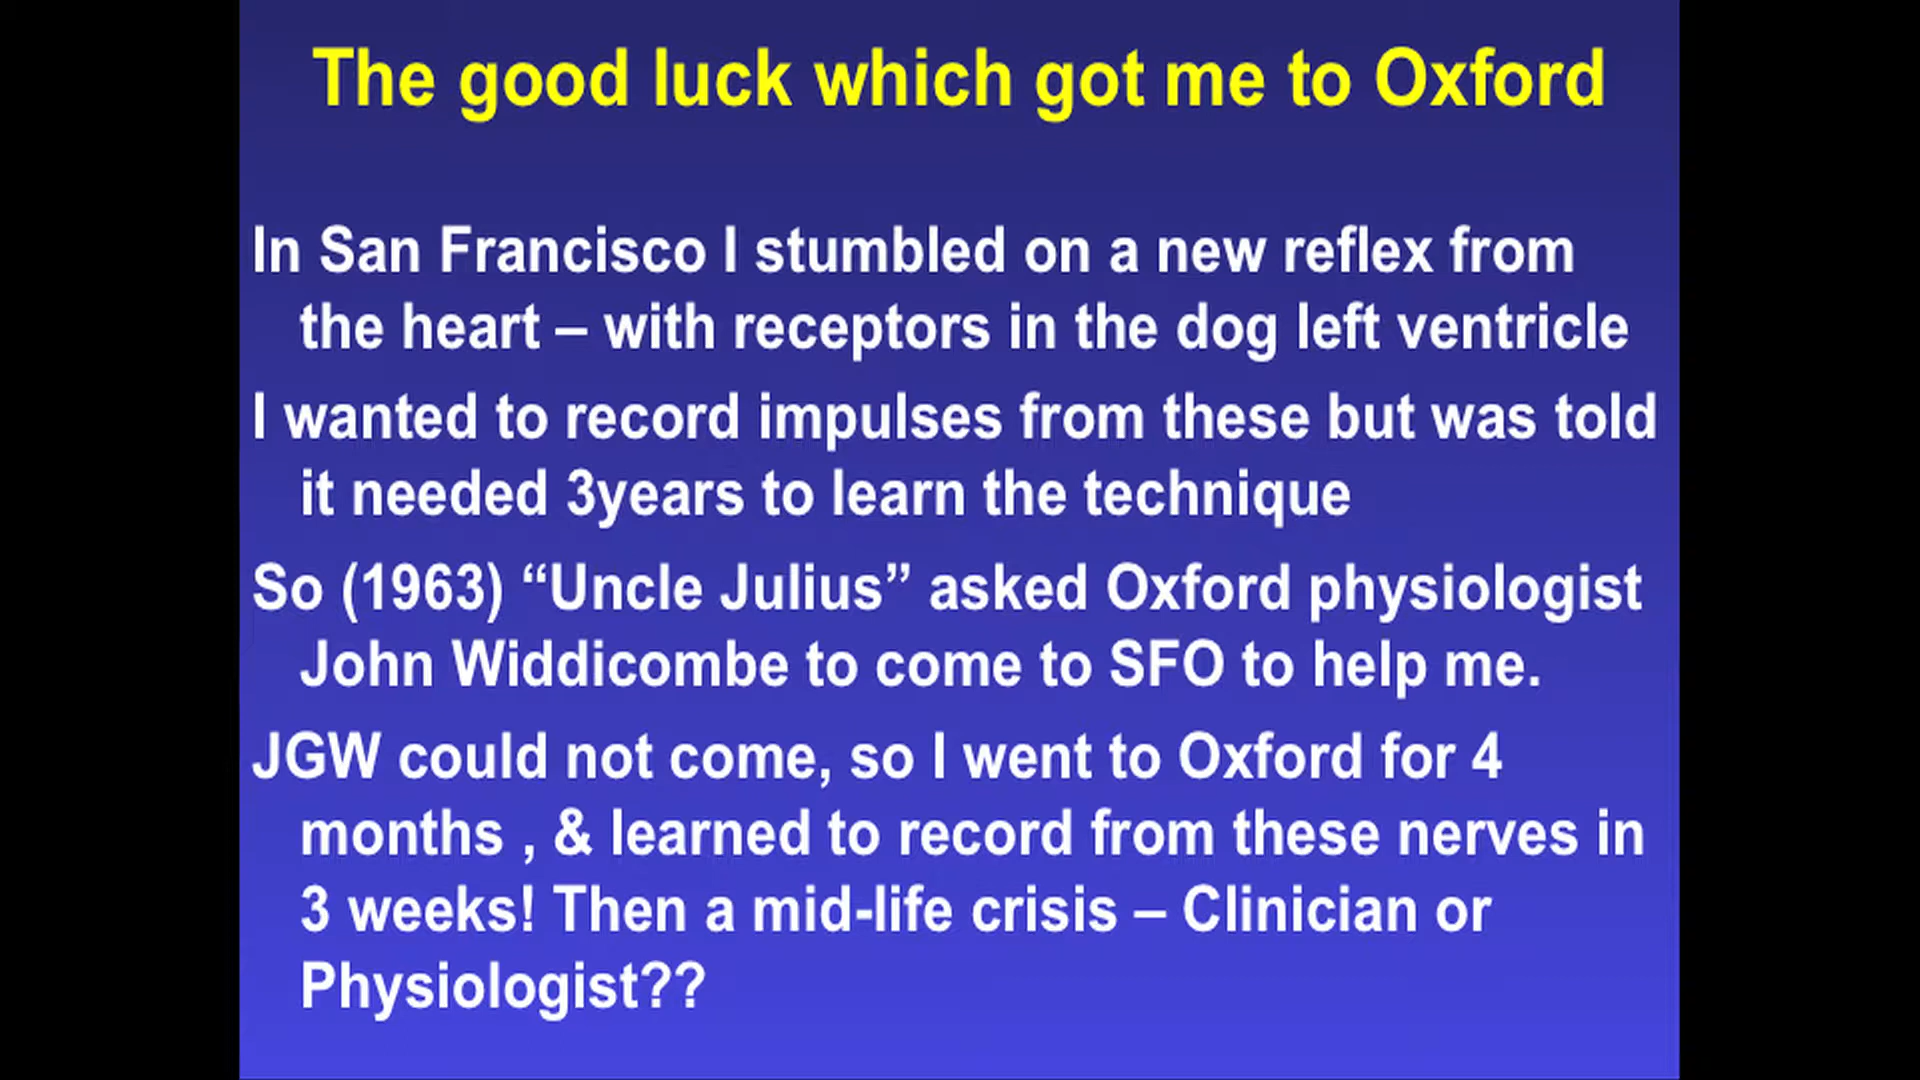 The good luck which got me to Oxford
In San Francisco I stumbled on a new reflex from
the heart – with receptors in the dog left ventricle
I wanted to record impulses from these but was told
it needed 3years to learn the technique
So (1963) “Uncle Julius” asked Oxford physiologist
John Widdicombe to come to SFO to help me.
JGW could not come, so I went to Oxford for 4
months , & learned to record from these nerves in
3 weeks! Then a mid-life crisis – Clinician or
Physiologist??